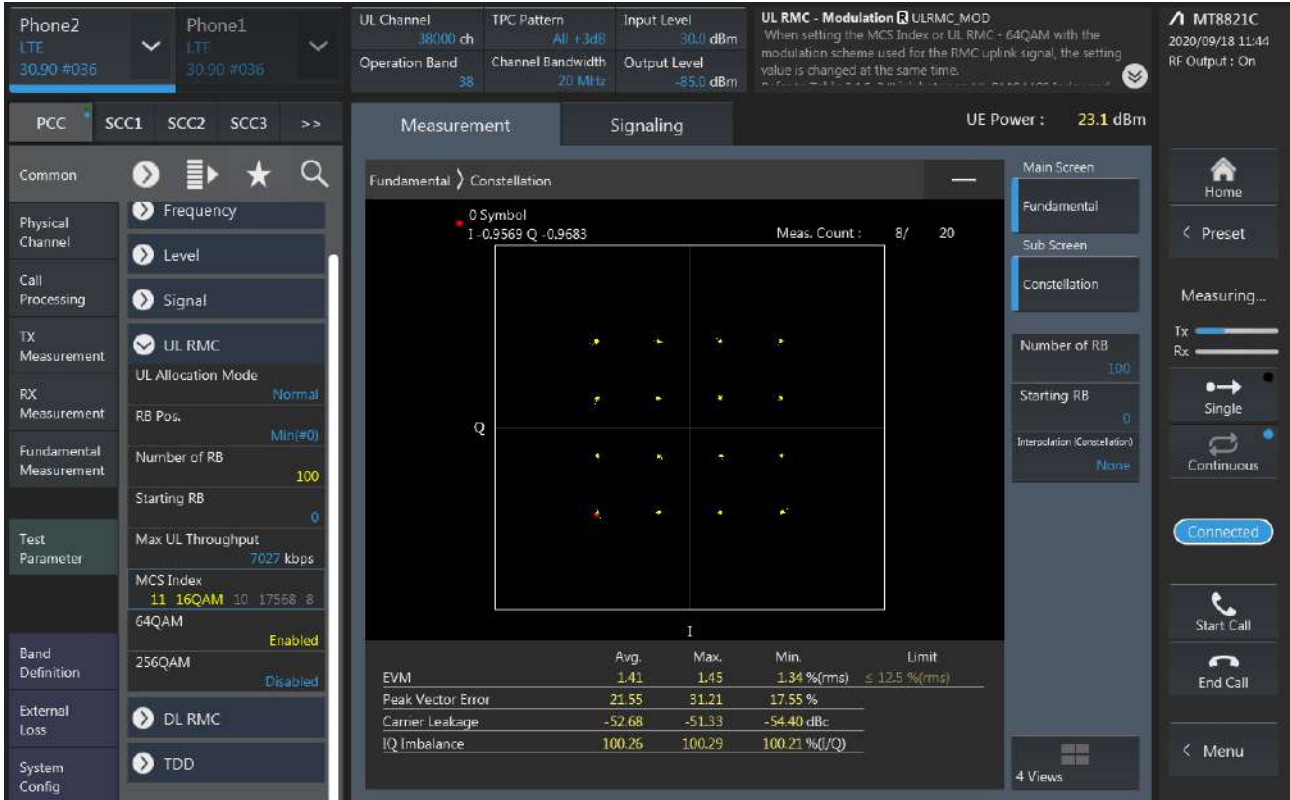 Phone2
LTE
30.90 #036
Phone1
LTE
30.90 #036
UL Channel
38000 ch
TPC Pattern
All +3dB
Input Level
30.0 dBm
Operation Band
38
Channel Bandwidth
20 MHz
Output Level
-85.0 dBm
UL RMC - Modulation R ULRMC_MOD
When setting the MCS Index or UL RMC - 64QAM with the
modulation scheme used for the RMC uplink signal, the setting
value is changed at the same time.
MT8821C
2020/09/18 11:44
RF Output : On
PCC SCC1 SCC2 SCC3 >>
Measurement Signaling
UE Power : 23.1 dBm
Common
Physical
Channel
Call
Processing
TX
Measurement
RX
Measurement
Fundamental
Measurement
Test
Parameter
Band
Definition
External
Loss
System
Config
Frequency
Level
Signal
UL RMC
UL Allocation Mode
Normal
RB Pos.
Min(#0)
Number of RB
100
Starting RB
0
Max UL Throughput
7027 kbps
MCS Index
11 16QAM 10 17568 8
64QAM
Enabled
256QAM
Disabled
DL RMC
TDD
Fundamental > Constellation
0 Symbol
I -0.9569 Q -0.9683
Meas. Count : 8/ 20
Q
I
Avg. Max. Min. Limit
EVM 1.41 1.45 1.34 %(rms) ≤ 12.5 %(rms)
Peak Vector Error 21.55 31.21 17.55 %
Carrier Leakage -52.68 -51.33 -54.40 dBc
IQ Imbalance 100.26 100.29 100.21 %(I/Q)
Main Screen
Fundamental
Sub Screen
Constellation
Number of RB
100
Starting RB
0
Interpolation (Constellation)
None
4 Views
Home
< Preset
Measuring...
Tx
Rx
Single
Continuous
Connected
Start Call
End Call
< Menu